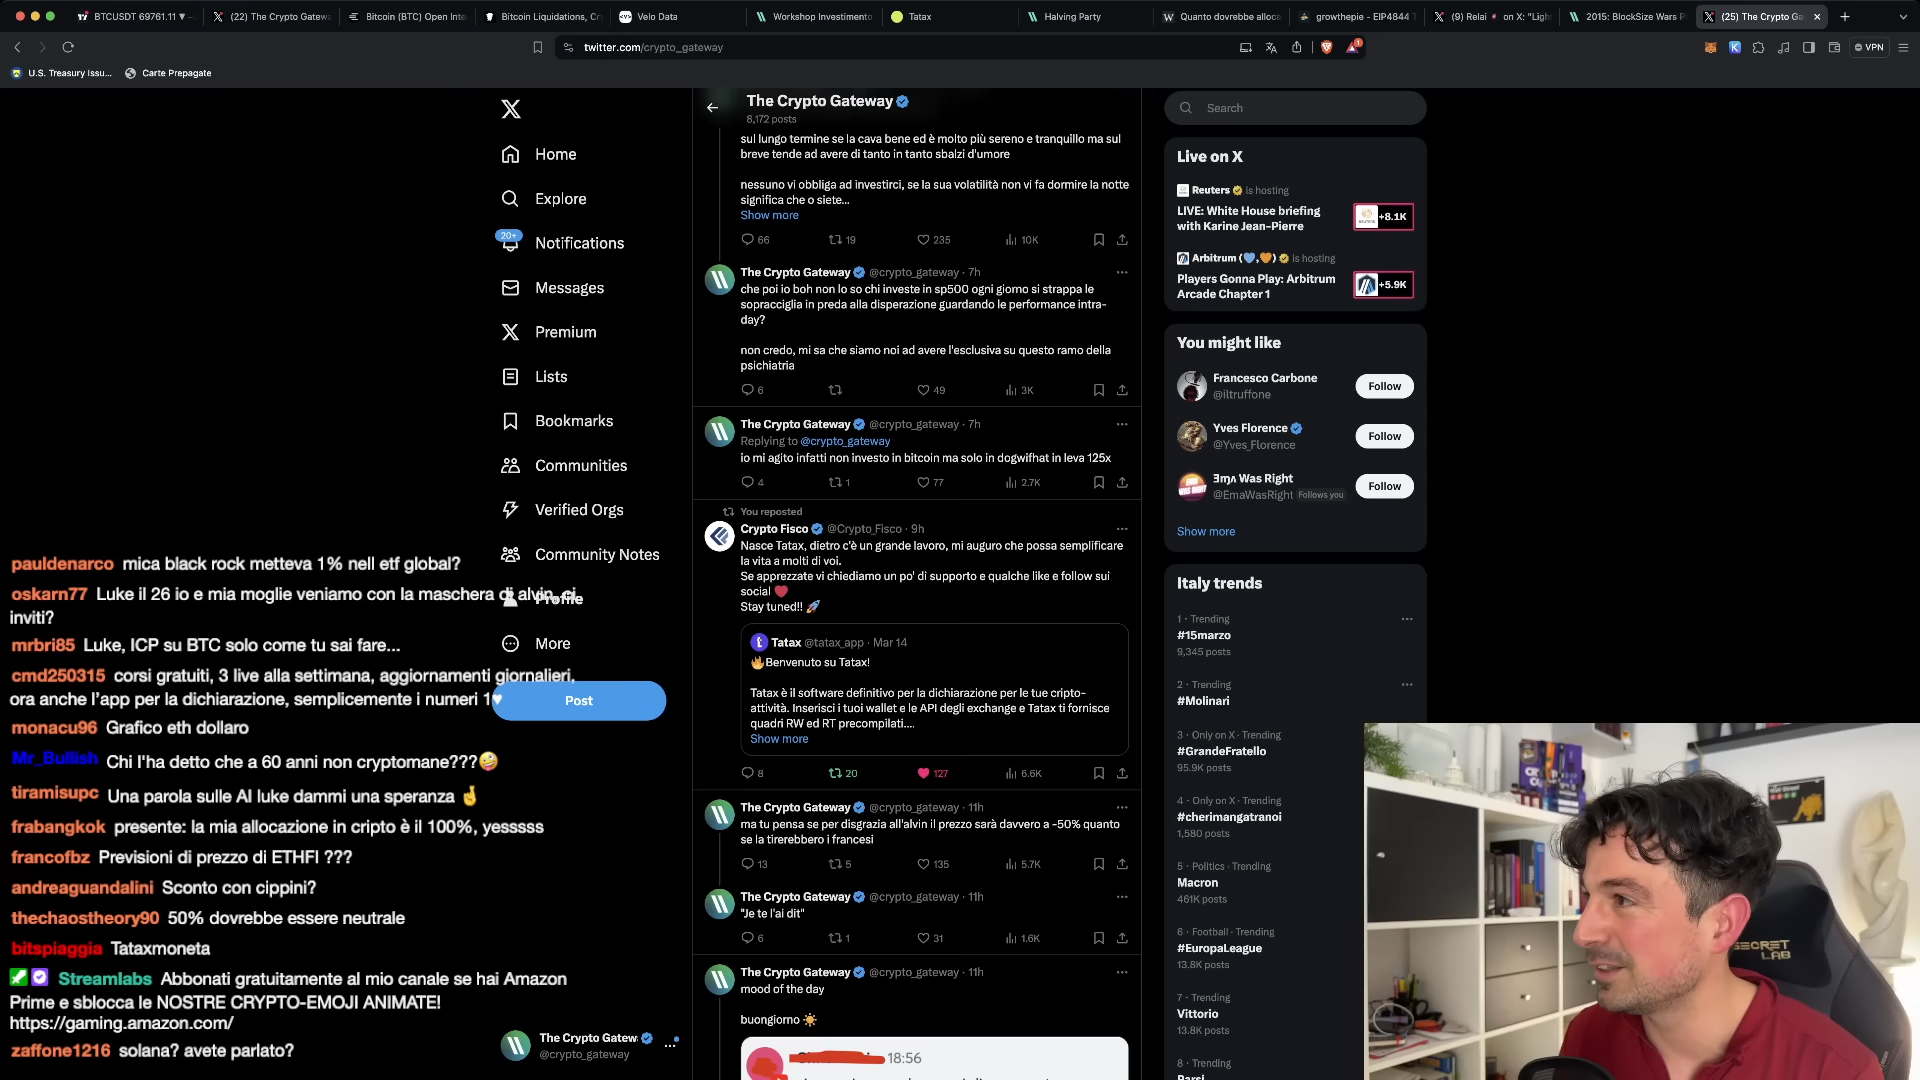 BTCUSDT 69761.11
(22) The Crypto Gatew
Bitcoin (BTC) Open Inte
Bitcoin Liquidations, Cr
Velo Data
Workshop Investimento
Tatax
Halving Party
Quanto dovrebbe alloca
growthepie - EIP4844 T
(9) Relai on X: "Ligh
2015: BlockSize Wars P
(25) The Crypto Ga
twitter.com/crypto_gateway
1
VPN
U.S. Treasury Issu...
Carte Prepagate
Home
Explore
20+
Notifications
Messages
Premium
Lists
Bookmarks
Communities
Verified Orgs
Community Notes
Profile
More
Post
The Crypto Gatew
@crypto_gateway
...
The Crypto Gateway
8,172 posts
sul lungo termine se la cava bene ed è molto più sereno e tranquillo ma sul
breve tende ad avere di tanto in tanto sbalzi d'umore
nessuno vi obbliga ad investirci, se la sua volatilità non vi fa dormire la notte
significa che o siete...
Show more
66 19 235 10K
The Crypto Gateway @crypto_gateway · 7h
che poi io boh non lo so chi investe in sp500 ogni giorno si strappa le
sopracciglia in preda alla disperazione guardando le performance intra-
day?
non credo, mi sa che siamo noi ad avere l'esclusiva su questo ramo della
psichiatria
6 49 3K
The Crypto Gateway @crypto_gateway · 7h
Replying to @crypto_gateway
io mi agito infatti non investo in bitcoin ma solo in dogwifhat in leva 125x
4 1 77 2.7K
You reposted
Crypto Fisco @Crypto_Fisco · 9h
Nasce Tatax, dietro c'è un grande lavoro, mi auguro che possa semplificare
la vita a molti di voi.
Se apprezzate vi chiediamo un po' di supporto e qualche like e follow sui
social ❤️
Stay tuned!! 🚀
Tatax @tatax_app · Mar 14
🔥Benvenuto su Tatax!
Tatax è il software definitivo per la dichiarazione per le tue cripto-
attività. Inserisci i tuoi wallet e le API degli exchange e Tatax ti fornisce
quadri RW ed RT precompilati....
Show more
8 20 127 6.6K
The Crypto Gateway @crypto_gateway · 11h
ma tu pensa se per disgrazia all'alvin il prezzo sarà davvero a -50% quanto
se la tirerebbero i francesi
13 5 135 5.7K
The Crypto Gateway @crypto_gateway · 11h
"Je te l'ai dit"
6 1 31 1.6K
The Crypto Gateway @crypto_gateway · 11h
mood of the day
buongiorno ☀️
18:56
Search
Live on X
Reuters is hosting
LIVE: White House briefing
with Karine Jean-Pierre
+8.1K
Arbitrum (💙,🧡) is hosting
Players Gonna Play: Arbitrum
Arcade Chapter 1
+5.9K
You might like
Francesco Carbone
@iltruffone
Follow
Yves Florence
@Yves_Florence
Follow
Ǝɱʌ Was Right
@EmaWasRight Follows you
Follow
Show more
Italy trends
1 · Trending
#15marzo
9,345 posts
2 · Trending
#Molinari
3 · Only on X · Trending
#GrandeFratello
95.9K posts
4 · Only on X · Trending
#cherimangatranoi
1,580 posts
5 · Politics · Trending
Macron
461K posts
6 · Football · Trending
#EuropaLeague
13.8K posts
7 · Trending
Vittorio
13.8K posts
8 · Trending
Parsi
pauldenarco mica black rock metteva 1% nell etf global?
oskarn77 Luke il 26 io e mia moglie veniamo con la maschera di alvin, ci
inviti?
mrbri85 Luke, ICP su BTC solo come tu sai fare...
cmd250315 corsi gratuiti, 3 live alla settimana, aggiornamenti giornalieri,
ora anche l'app per la dichiarazione, semplicemente i numeri 1♥
monacu96 Grafico eth dollaro
Mr_Bullish Chi l'ha detto che a 60 anni non cryptomane???🤪
tiramisupc Una parola sulle AI luke dammi una speranza 🤞
frabangkok presente: la mia allocazione in cripto è il 100%, yesssss
francofbz Previsioni di prezzo di ETHFI ???
andreaguandalini Sconto con cippini?
thechaostheory90 50% dovrebbe essere neutrale
bitspiaggia Tataxmoneta
Streamlabs Abbonati gratuitamente al mio canale se hai Amazon
Prime e sblocca le NOSTRE CRYPTO-EMOJI ANIMATE!
https://gaming.amazon.com/
zaffone1216 solana? avete parlato?
SECRET
LAB